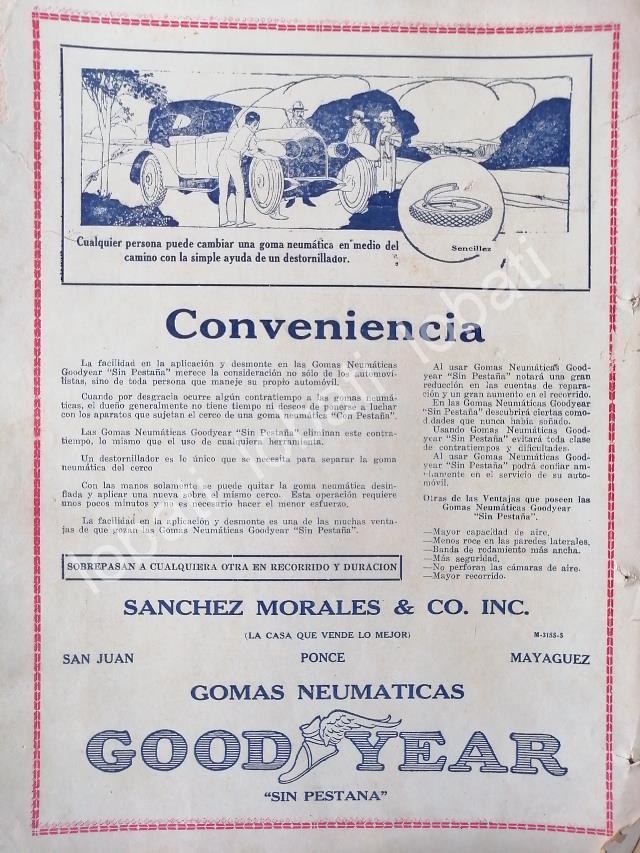 Cualquier persona puede cambiar una goma neumática en medio del
camino con la simple ayuda de un destornillador.
Sencillez
Conveniencia
La facilidad en la aplicación y desmonte en las Gomas Neumáticas
Goodyear "Sin Pestaña" merece la consideración no sólo de los automovi-
listas, sino de toda persona que maneje su propio automóvil.
Cuando por desgracia ocurre algún contratiempo a las gomas neumá-
ticas, el dueño generalmente no tiene tiempo ni deseos de ponerse a luchar
con los aparatos que sujetan el cerco de una goma neumática "Con Pestaña".
Las Gomas Neumáticas Goodyear "Sin Pestaña" eliminan este contra-
tiempo, lo mismo que el uso de cualquiera herramienta.
Un destornillador es lo único que se necesita para separar la goma
neumática del cerco
Con las manos solamente se puede quitar la goma neumática desin-
flada y aplicar una nueva sobre el mismo cerco. Esta operación requiere
unos pocos minutos y no es necesario hacer el menor esfuerzo.
La facilidad en la aplicación y desmonte es una de las muchas venta-
jas de que gozan las Gomas Neumáticas Goodyear "Sin Pestaña".
SOBREPASAN A CUALQUIERA OTRA EN RECORRIDO Y DURACION
Al usar Gomas Neumáticas Good-
year "Sin Pestaña" notará una gran
reducción en las cuentas de repara-
ción y un gran aumento en el recorrido.
En las Gomas Neumáticas Goodyear
"Sin Pestaña" descubrirá ciertas como-
dades que nunca había soñado.
Usando Gomas Neumáticas Good-
year "Sin Pestaña" evitará toda clase
de contratiempos y dificultades.
Al usar Gomas Neumáticas Good-
year "Sin Pestaña" podrá confiar am-
pliamente en el servicio de su auto-
móvil.
Otras de las Ventajas que poseen las
Gomas Neumáticas Goodyear
"Sin Pestaña".
—Mayor capacidad de aire.
—Menos roce en las paredes laterales.
—Banda de rodamiento más ancha.
—Más seguridad.
—No perforan las cámaras de aire.
—Mayor recorrido.
SANCHEZ MORALES & CO. INC.
(LA CASA QUE VENDE LO MEJOR)
M-3155-S
SAN JUAN PONCE MAYAGUEZ
GOMAS NEUMATICAS
GOODYEAR
"SIN PESTANA"
lobati lobati lobati lobati